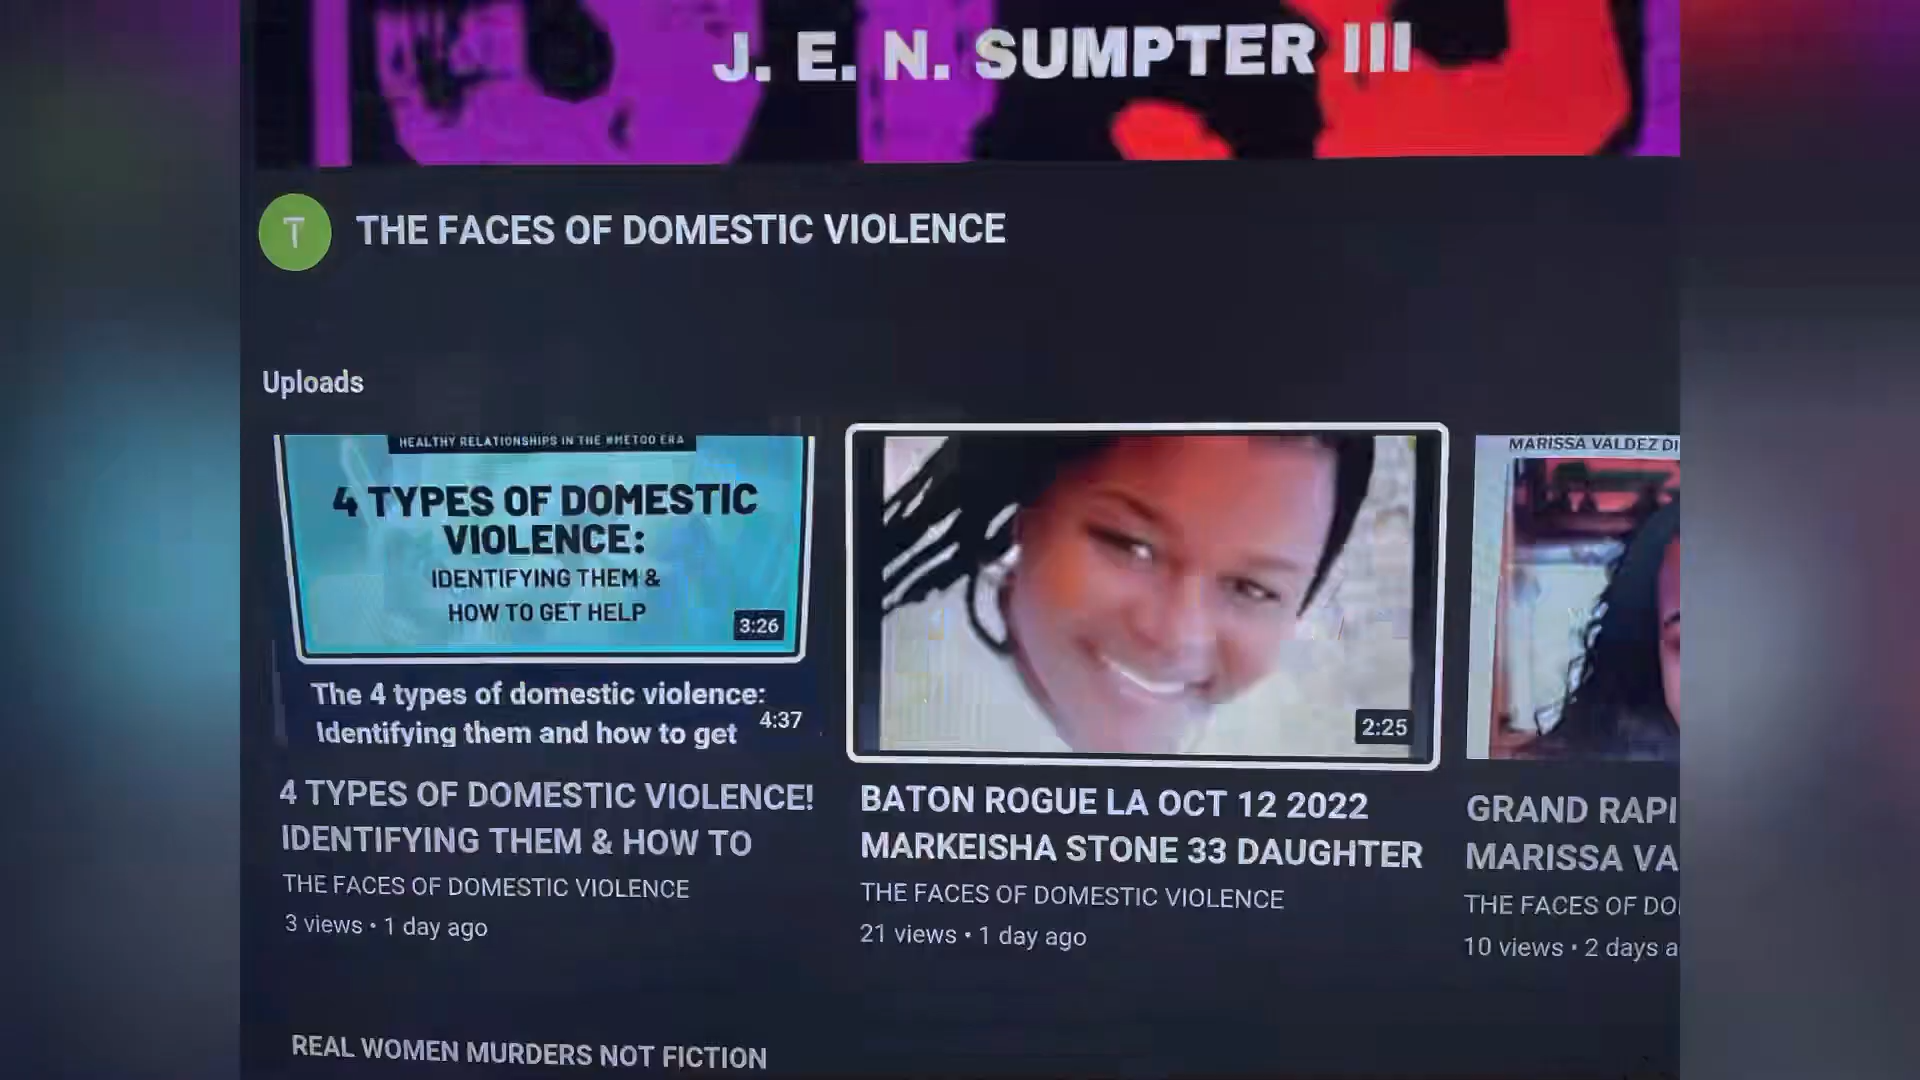 J. E. N. SUMPTER III
T
THE FACES OF DOMESTIC VIOLENCE
Uploads
HEALTHY RELATIONSHIPS IN THE #METOO ERA
4 TYPES OF DOMESTIC
VIOLENCE:
IDENTIFYING THEM &
HOW TO GET HELP
3:26
The 4 types of domestic violence:
Identifying them and how to get
4:37
4 TYPES OF DOMESTIC VIOLENCE!
IDENTIFYING THEM & HOW TO
THE FACES OF DOMESTIC VIOLENCE
3 views • 1 day ago
2:25
BATON ROGUE LA OCT 12 2022
MARKEISHA STONE 33 DAUGHTER
THE FACES OF DOMESTIC VIOLENCE
21 views • 1 day ago
MARISSA VALDEZ DI
GRAND RAPI
MARISSA VA
THE FACES OF DO
10 views • 2 days a
REAL WOMEN MURDERS NOT FICTION